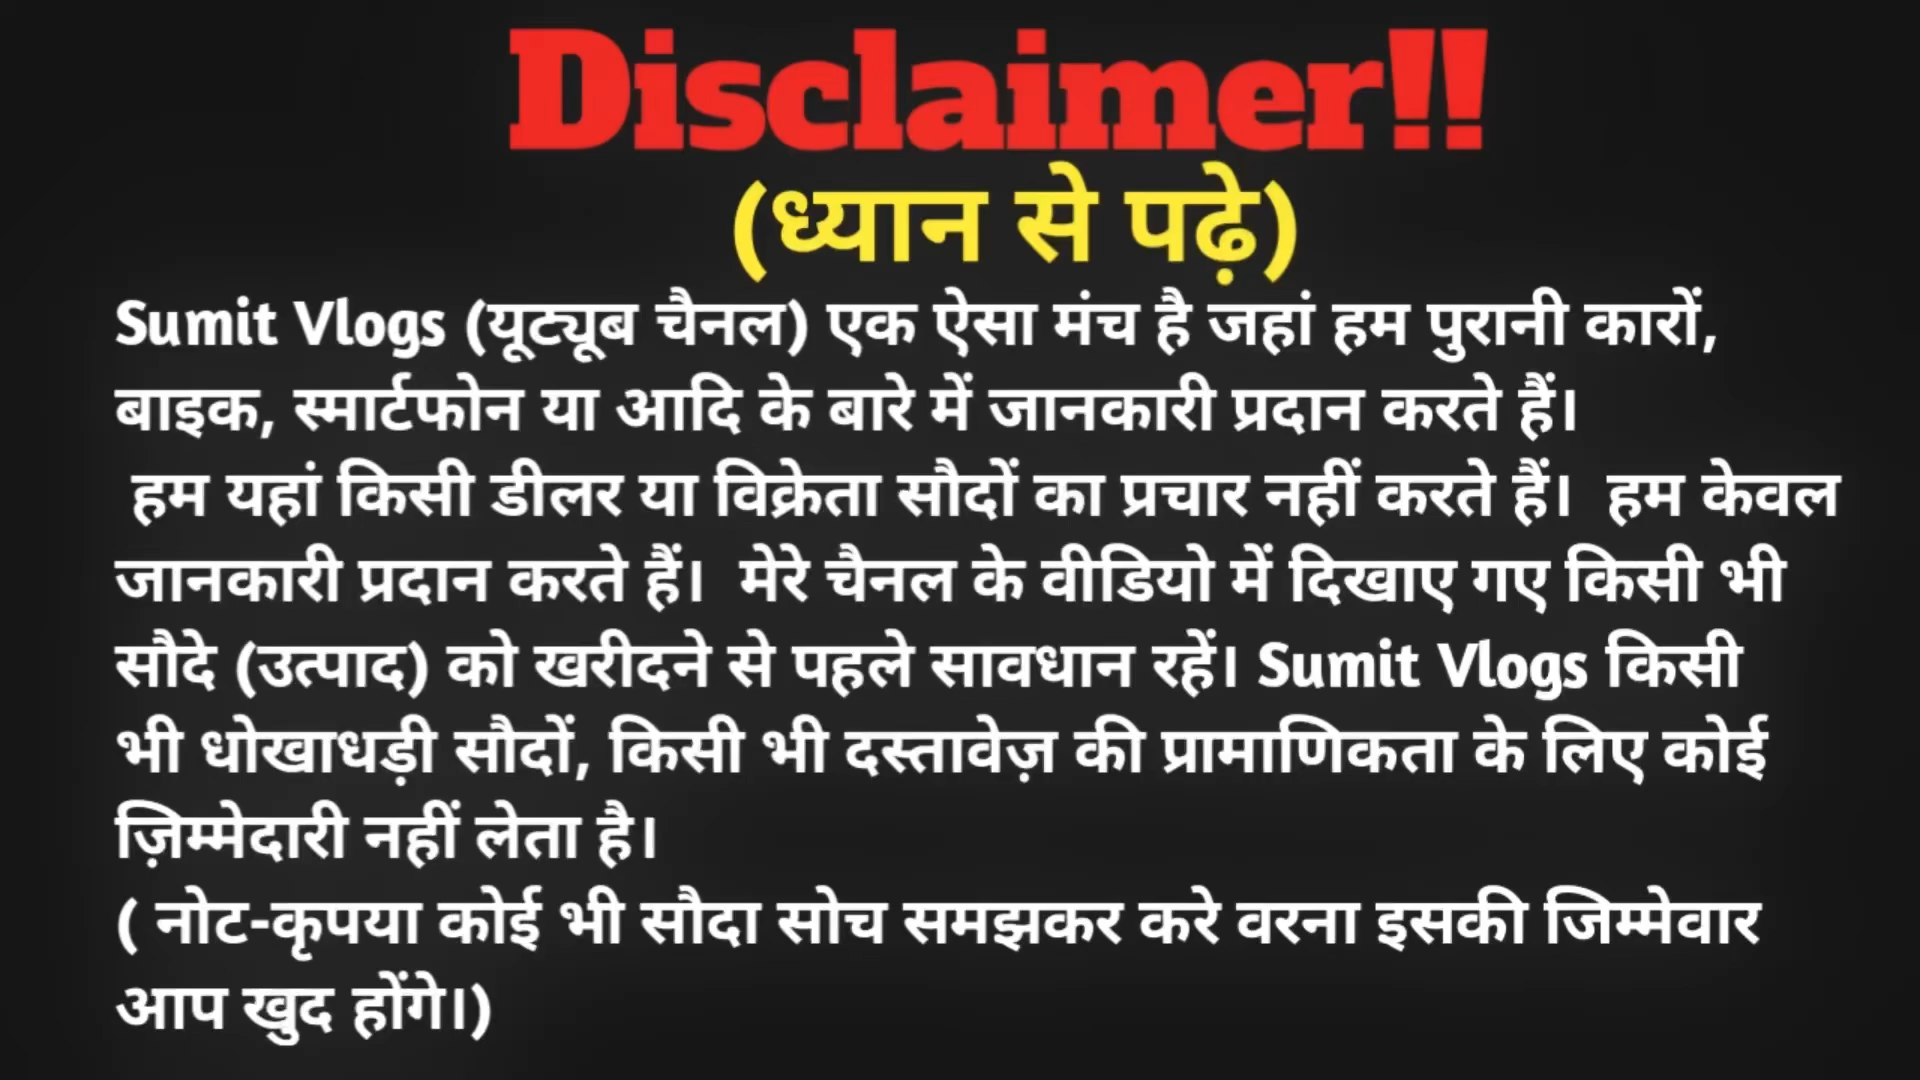 Disclaimer!!
(ध्यान से पढ़े)
Sumit Vlogs (यूट्यूब चैनल) एक ऐसा मंच है जहां हम पुरानी कारों,
बाइक, स्मार्टफोन या आदि के बारे में जानकारी प्रदान करते हैं।
हम यहां किसी डीलर या विक्रेता सौदों का प्रचार नहीं करते हैं। हम केवल
जानकारी प्रदान करते हैं। मेरे चैनल के वीडियो में दिखाए गए किसी भी
सौदे (उत्पाद) को खरीदने से पहले सावधान रहें। Sumit Vlogs किसी
भी धोखाधड़ी सौदों, किसी भी दस्तावेज़ की प्रामाणिकता के लिए कोई
ज़िम्मेदारी नहीं लेता है।
( नोट-कृपया कोई भी सौदा सोच समझकर करे वरना इसकी जिम्मेवार
आप खुद होंगे।)